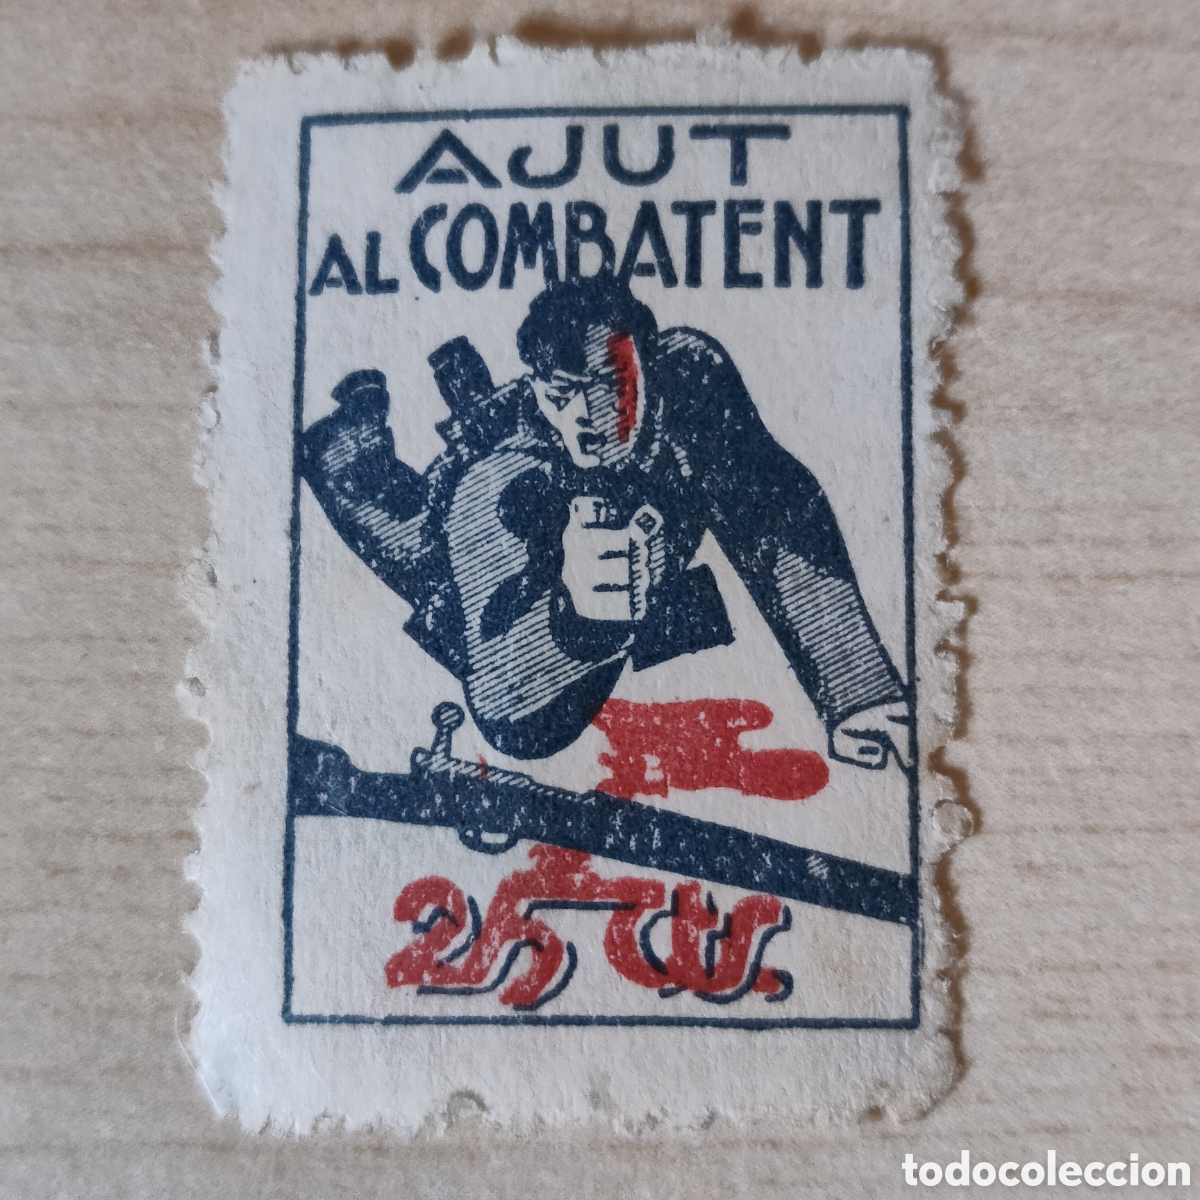 AJUT
AL COMBATENT
25 CTS.
todocoleccion